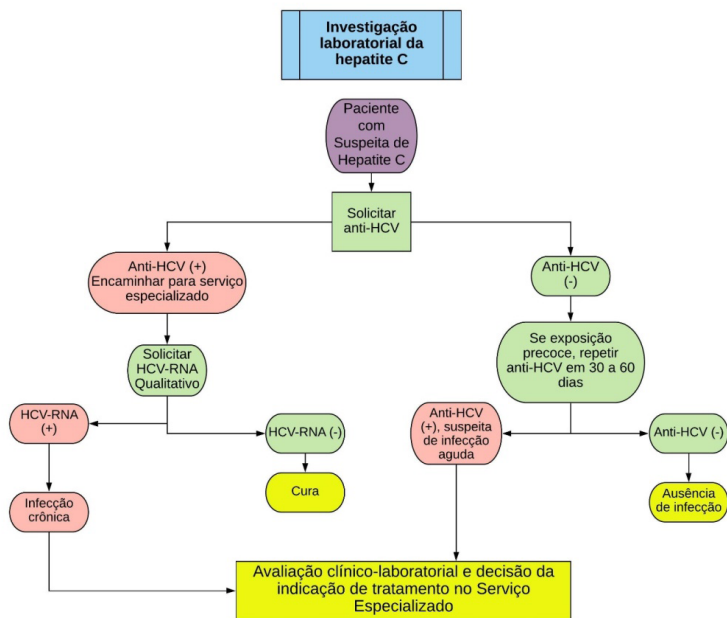 Investigação
laboratorial da
hepatite C
Paciente
com
Suspeita de
Hepatite C
Solicitar
anti-HCV
Anti-HCV (+)
Encaminhar para serviço
especializado
Anti-HCV
(-)
Solicitar
HCV-RNA
Qualitativo
Se exposição
precoce, repetir
anti-HCV em 30 a 60
dias
HCV-RNA
(+)
HCV-RNA (-)
Anti-HCV
(+), suspeita
de infecção
aguda
Anti-HCV (-)
Infecção
crônica
Cura
Ausência
de infecção
Avaliação clínico-laboratorial e decisão da
indicação de tratamento no Serviço
Especializado